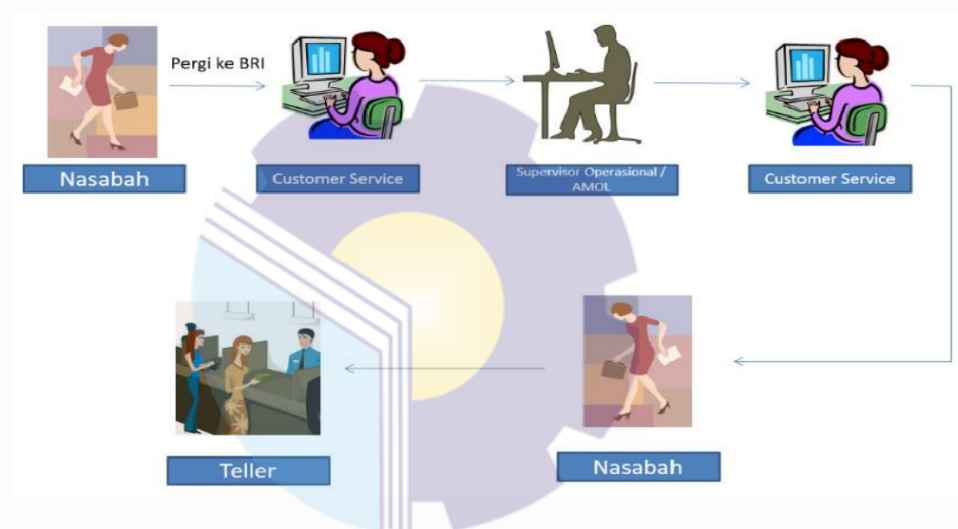 Pergi ke BRI
Nasabah
Customer Service
Supervisor Operasional /
AMOL
Customer Service
Teller
Nasabah